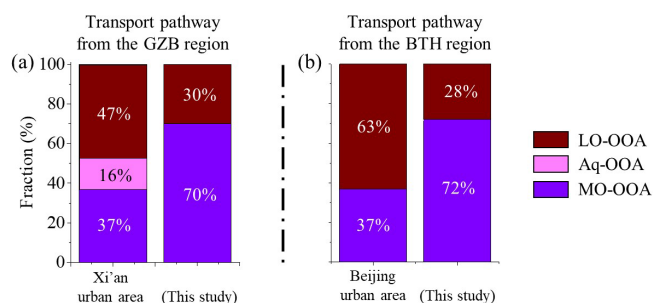 Transport pathway
from the GZB region
Transport pathway
from the BTH region
(a)
(b)
Fraction (%)
100
80
60
40
20
0
47%
16%
37%
30%
70%
63%
37%
28%
72%
Xi'an
urban area
(This study)
Beijing
urban area
(This study)
LO-OOA
Aq-OOA
MO-OOA